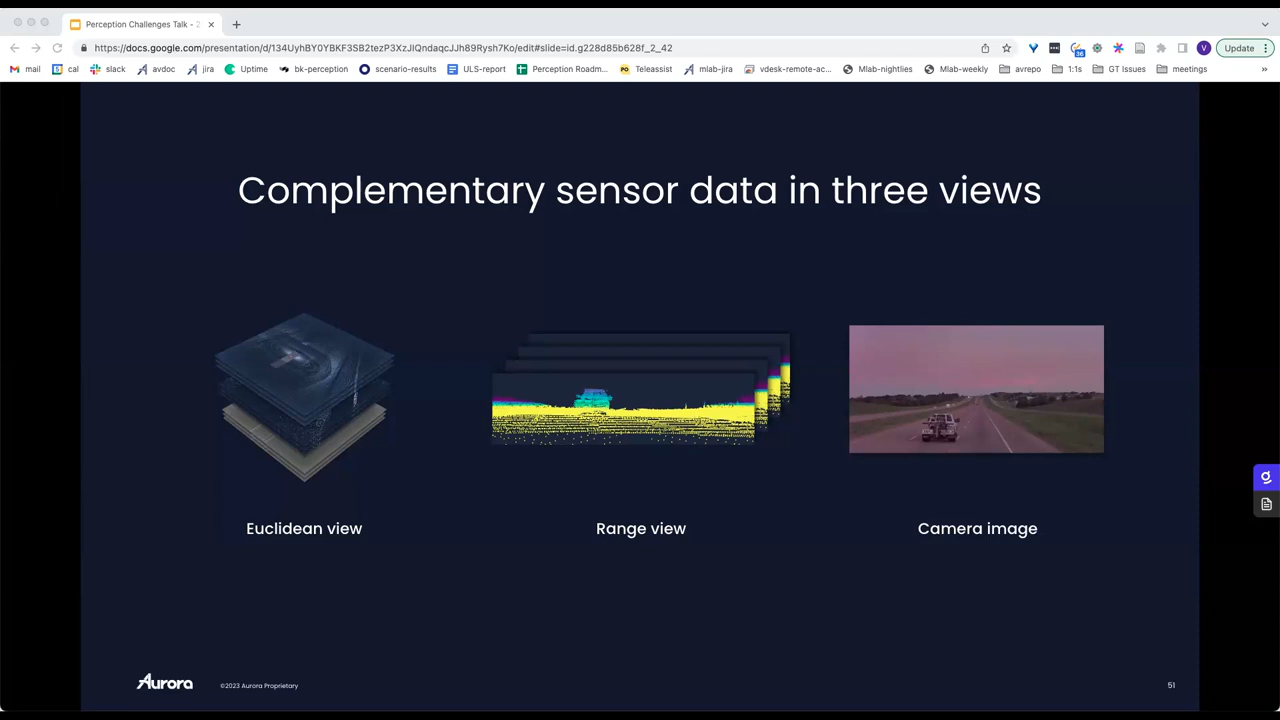 Perception Challenges Talk - 2
https://docs.google.com/presentation/d/134UyhBY0YBKF3SB2tezP3XzJIQndaqcJJh89Rysh7Ko/edit#slide=id.g228d85b628f_2_42
36
V
Update
mail cal slack avdoc jira Uptime bk-perception scenario-results ULS-report Perception Roadm... PO Teleassist mlab-jira vdesk-remote-ac... Mlab-nightlies Mlab-weekly avrepo 1:1s GT Issues meetings »
Complementary sensor data in three views
Euclidean view Range view Camera image
Aurora ©2023 Aurora Proprietary 51